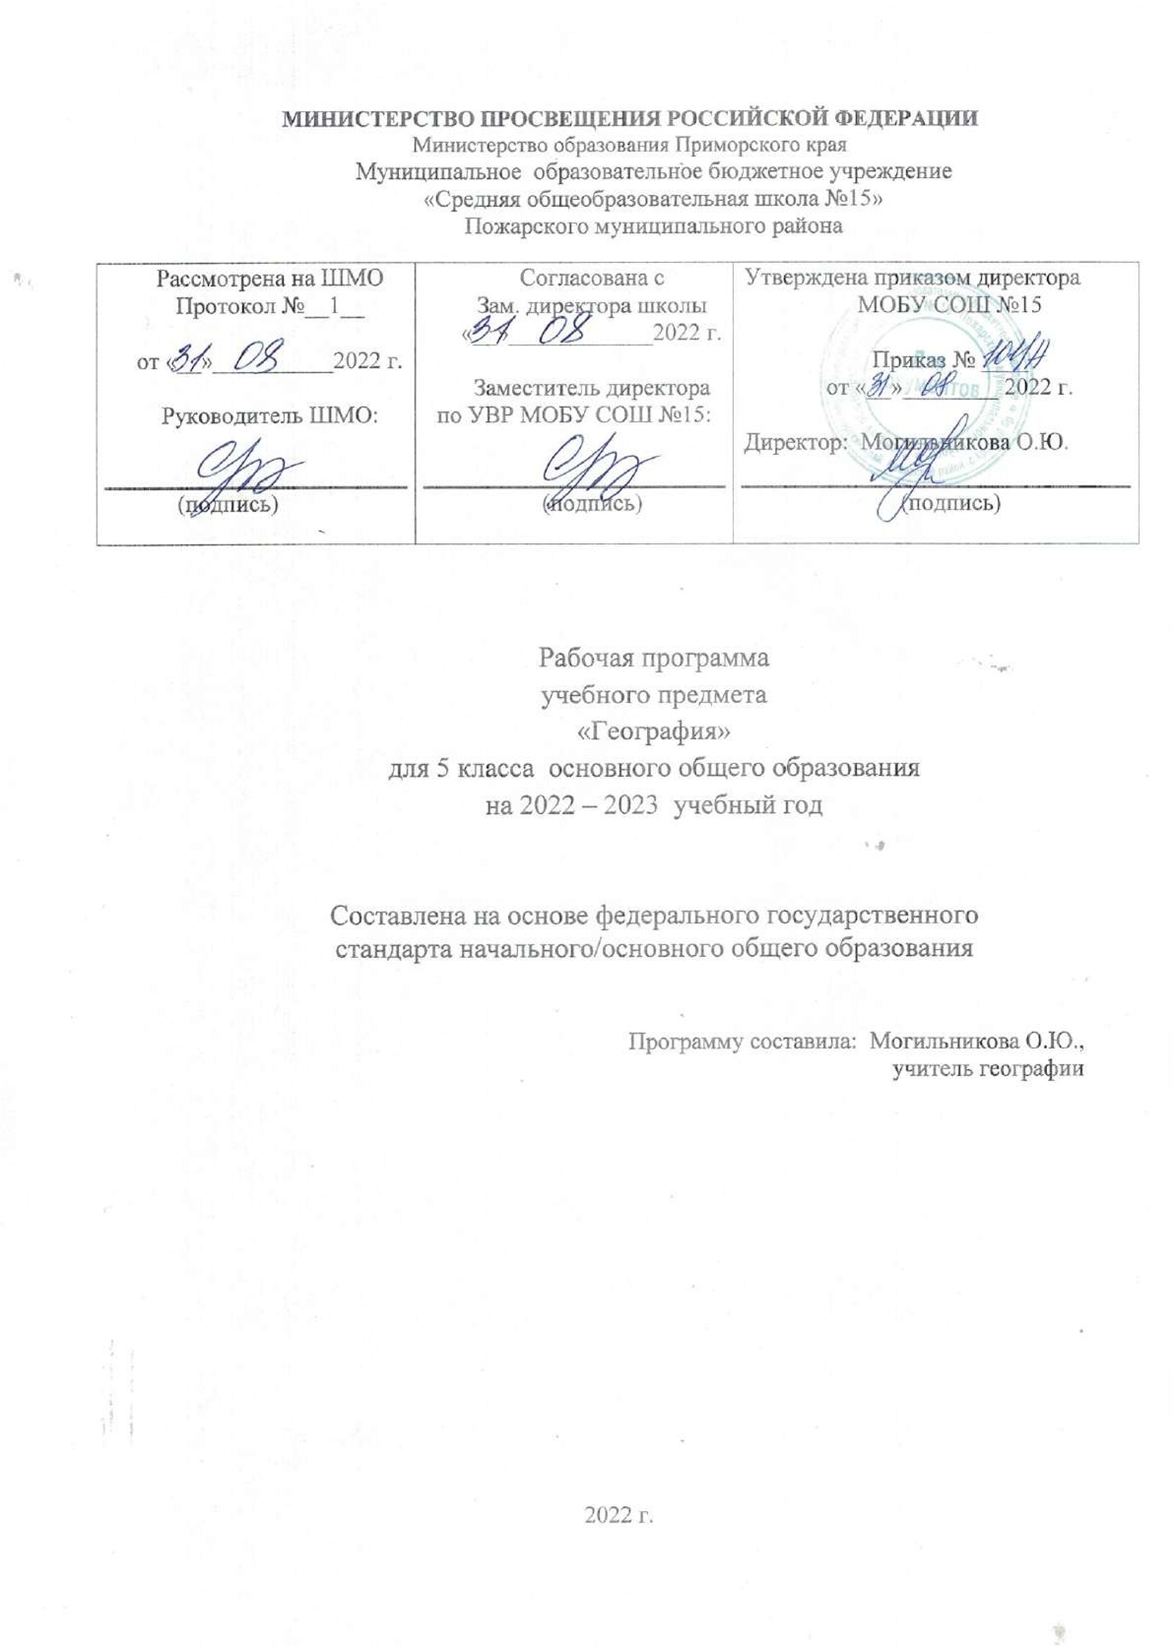 МИНИСТЕРСТВО ПРОСВЕЩЕНИЯ РОССИЙСКОЙ ФЕДЕРАЦИИ
Министерство образования Приморского края
Муниципальное образовательное бюджетное учреждение
«Средняя общеобразовательная школа №15»
Пожарского муниципального района
Рассмотрена на ШМО
Протокол №__1__
от «31» 08 2022 г.
Руководитель ШМО:
(подпись)
Согласована с
Зам. директора школы
«31» 08 2022 г.
Заместитель директора
по УВР МОБУ СОШ №15:
(подпись)
Утверждена приказом директора
МОБУ СОШ №15
Приказ № 104/А
от «31» 08 2022 г.
Директор: Могильникова О.Ю.
(подпись)
Рабочая программа
учебного предмета
«География»
для 5 класса основного общего образования
на 2022 – 2023 учебный год
Составлена на основе федерального государственного
стандарта начального/основного общего образования
Программу составила: Могильникова О.Ю.,
учитель географии
2022 г.